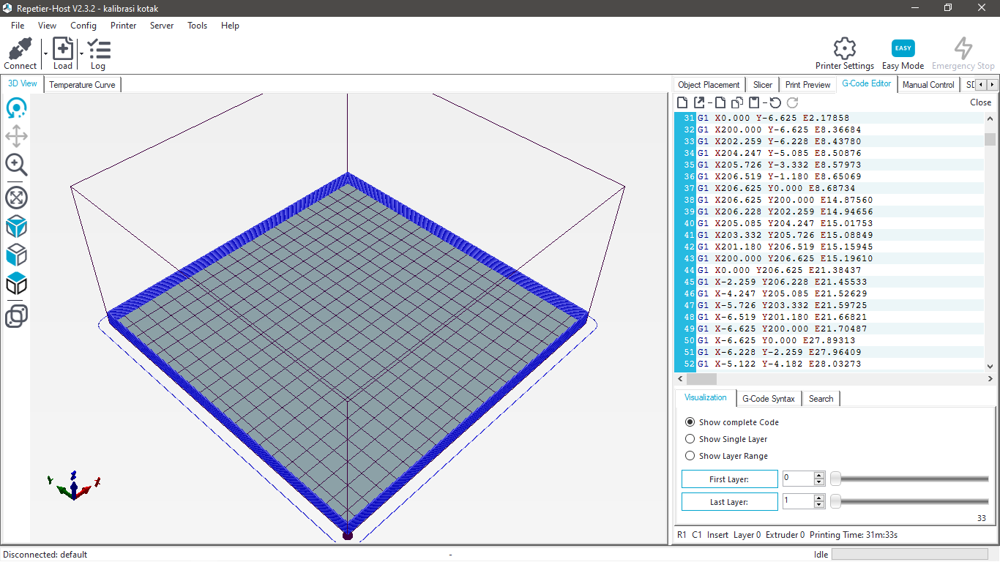 Repetier-Host V2.3.2 - kalibrasi kotak
File View Config Printer Server Tools Help
Connect Load Log Printer Settings EASY Easy Mode Emergency Stop
3D View Temperature Curve
Object Placement Slicer Print Preview G-Code Editor Manual Control
Close
31 G1 X0.000 Y-6.625 E2.17858
32 G1 X200.000 Y-6.625 E8.36684
33 G1 X202.259 Y-6.228 E8.43780
34 G1 X204.247 Y-5.085 E8.50876
35 G1 X205.726 Y-3.332 E8.57973
36 G1 X206.519 Y-1.180 E8.65069
37 G1 X206.625 Y0.000 E8.68734
38 G1 X206.625 Y200.000 E14.87560
39 G1 X206.228 Y202.259 E14.94656
40 G1 X205.085 Y204.247 E15.01753
41 G1 X203.332 Y205.726 E15.08849
42 G1 X201.180 Y206.519 E15.15945
43 G1 X200.000 Y206.625 E15.19610
44 G1 X0.000 Y206.625 E21.38437
45 G1 X-2.259 Y206.228 E21.45533
46 G1 X-4.247 Y205.085 E21.52629
47 G1 X-5.726 Y203.332 E21.59725
48 G1 X-6.519 Y201.180 E21.66821
49 G1 X-6.625 Y200.000 E21.70487
50 G1 X-6.625 Y0.000 E27.89313
51 G1 X-6.228 Y-2.259 E27.96409
52 G1 X-5.122 Y-4.182 E28.03273
Visualization G-Code Syntax Search
Show complete Code
Show Single Layer
Show Layer Range
First Layer: 0
Last Layer: 1
33
Y Z X
R1 C1 Insert Layer 0 Extruder 0 Printing Time: 31m:33s
Disconnected: default - Idle